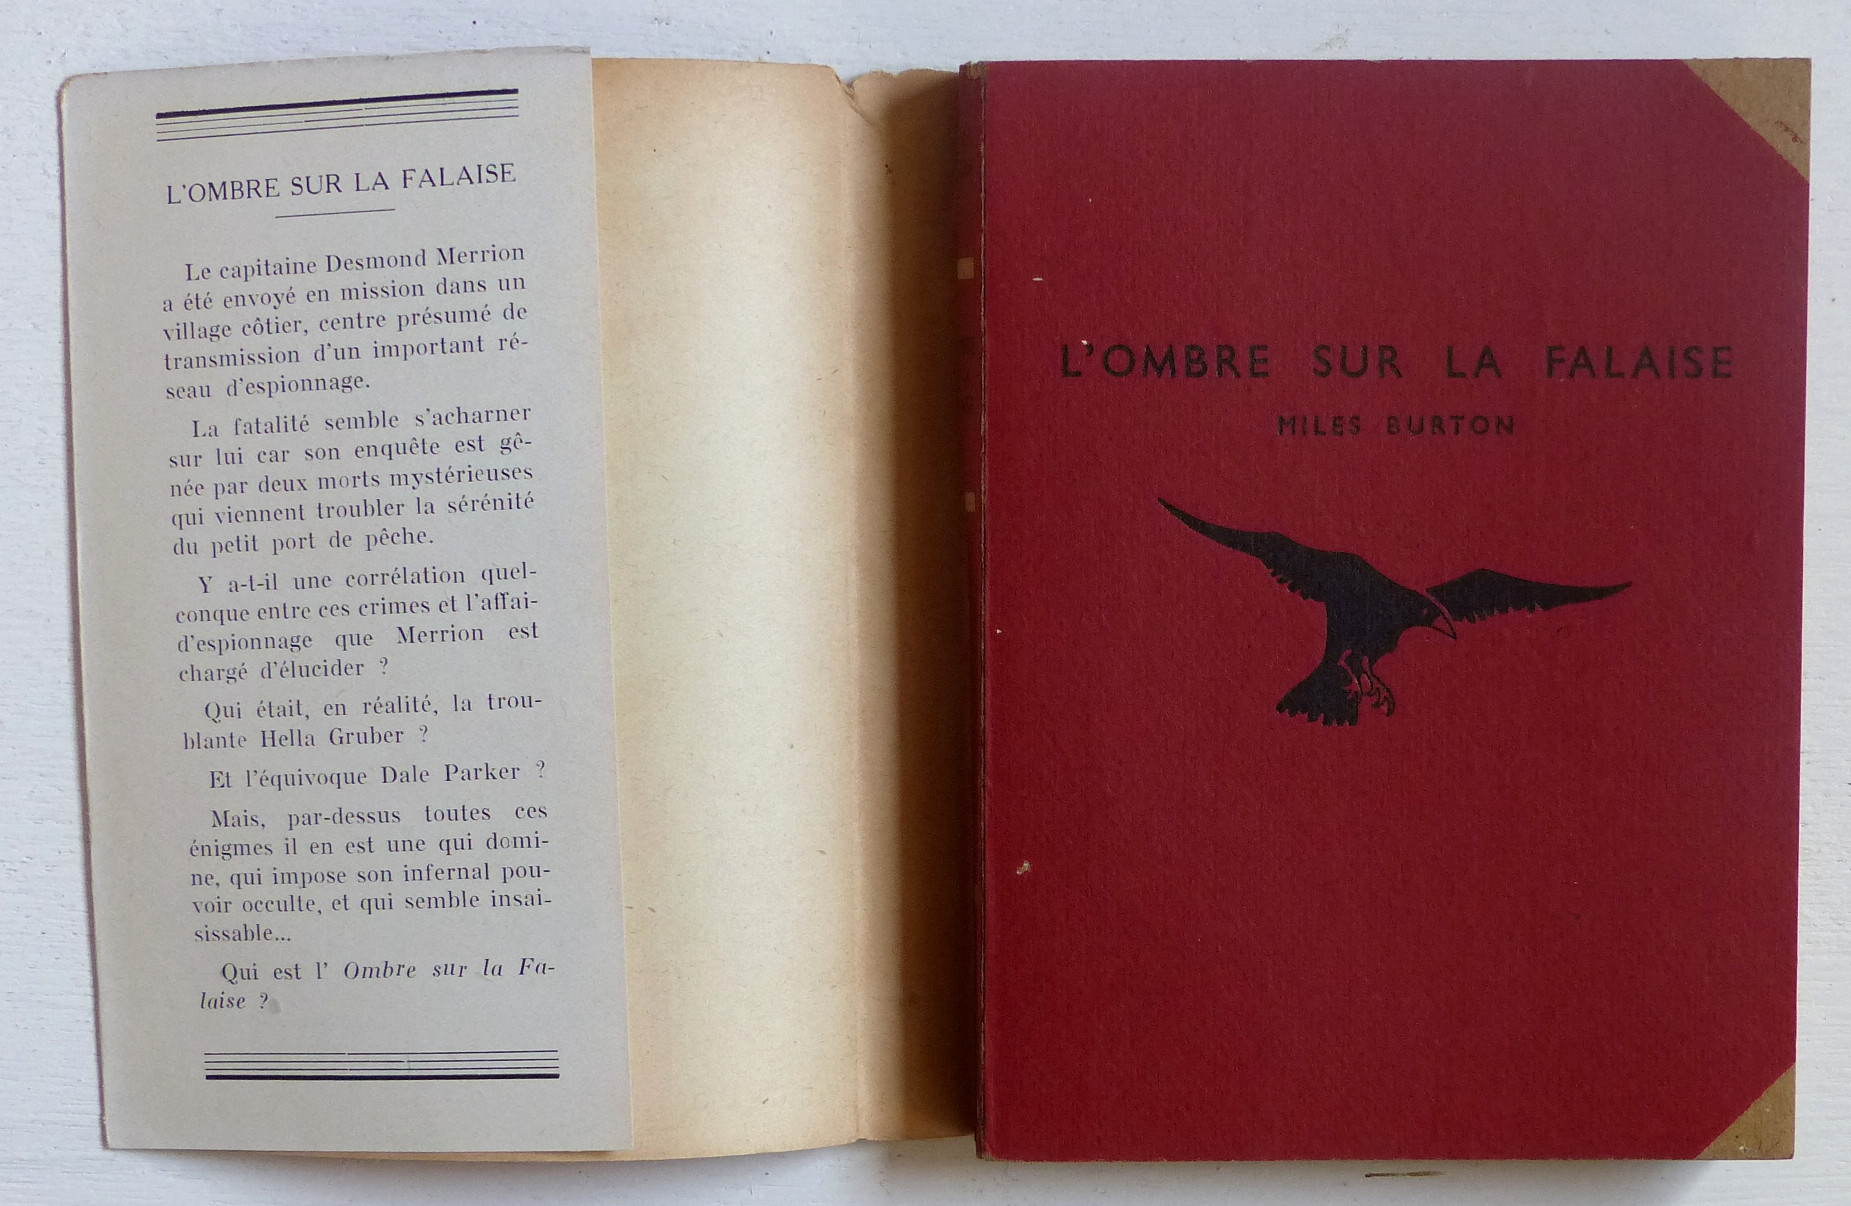 L'OMBRE SUR LA FALAISE
Le capitaine Desmond Merrion
a été envoyé en mission dans un
village côtier, centre présumé de
transmission d'un important ré-
seau d'espionnage.
La fatalité semble s'acharner
sur lui car son enquête est gê-
née par deux morts mystérieuses
qui viennent troubler la sérénité
du petit port de pêche.
Y a-t-il une corrélation quel-
conque entre ces crimes et l'affai-
d'espionnage que Merrion est
chargé d'élucider ?
Qui était, en réalité, la trou-
blante Hella Gruber ?
Et l'équivoque Dale Parker ?
Mais, par-dessus toutes ces
énigmes il en est une qui domi-
ne, qui impose son infernal pou-
voir occulte, et qui semble insai-
sissable...
Qui est l' Ombre sur la Fa-
laise ?
L'OMBRE SUR LA FALAISE
MILES BURTON